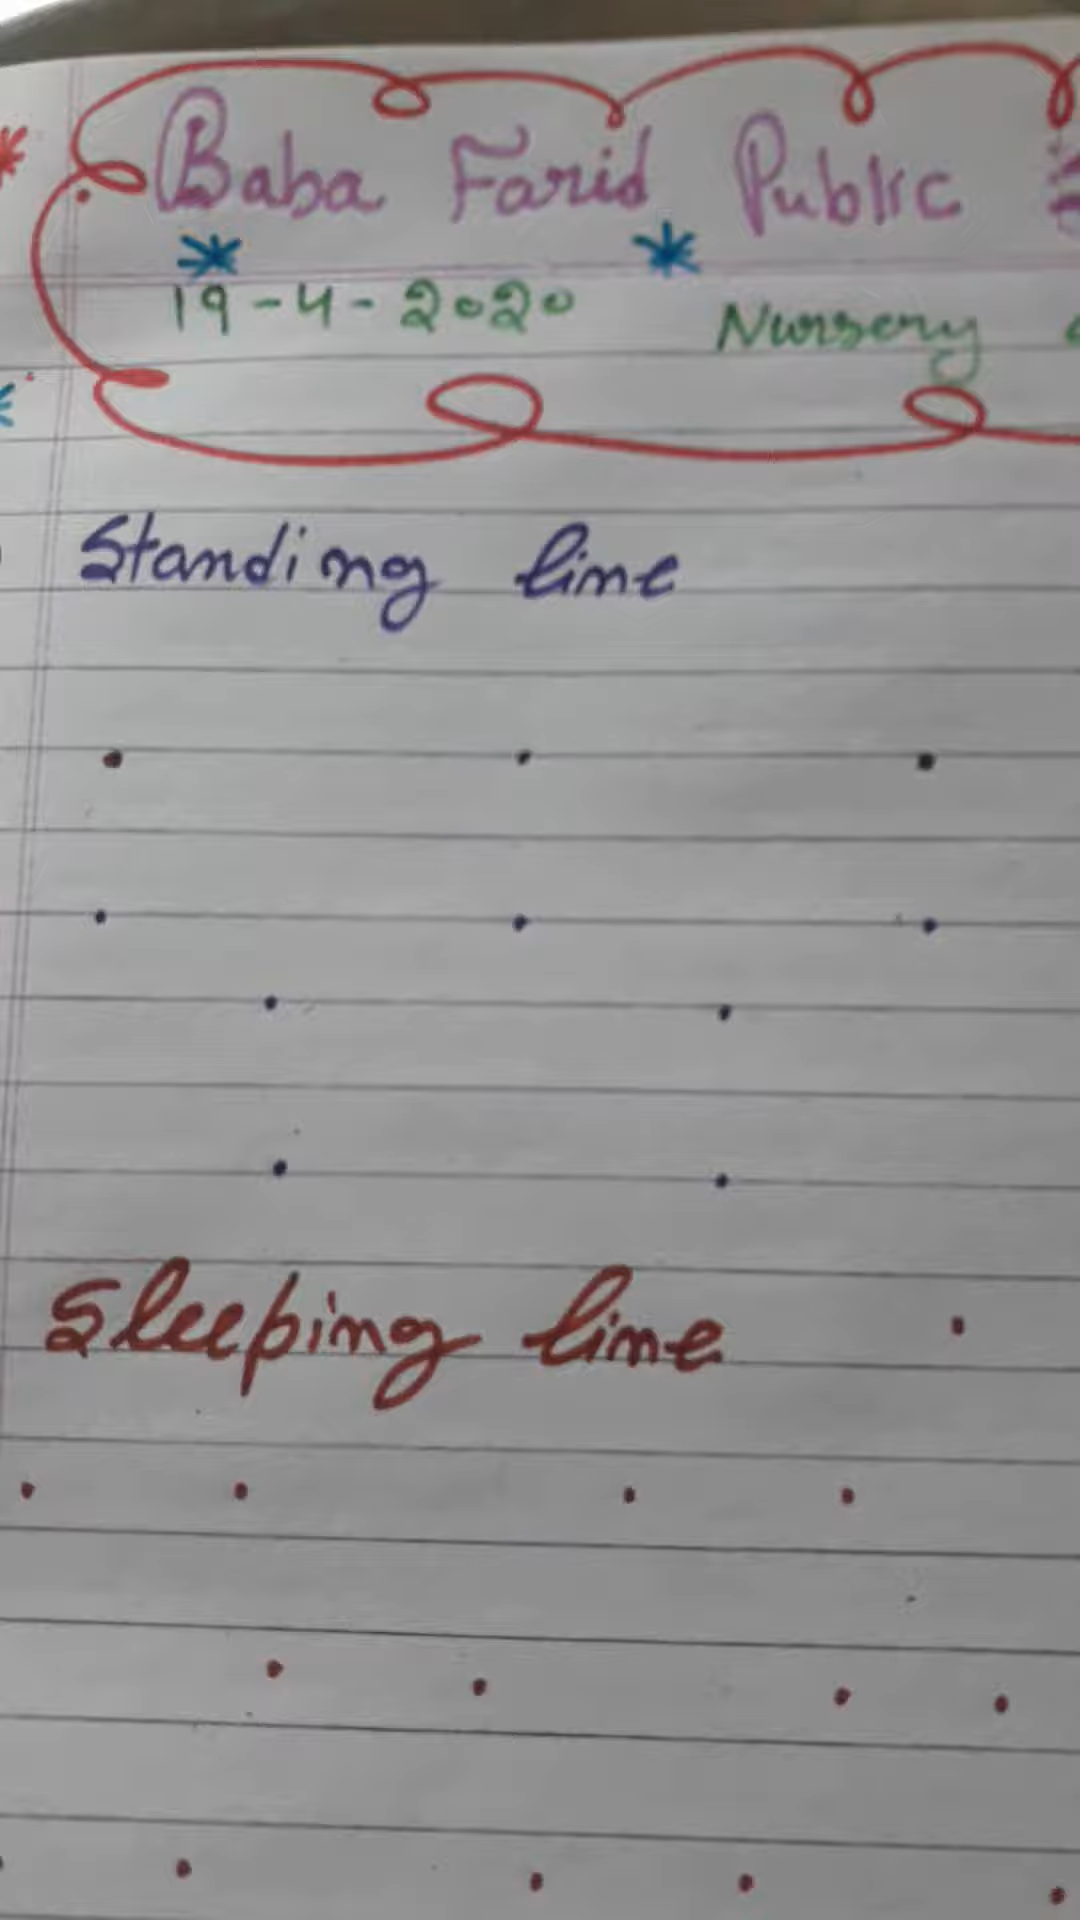 Baba Farid Public
19-4-2020 Nursery
Standing line
Sleeping line